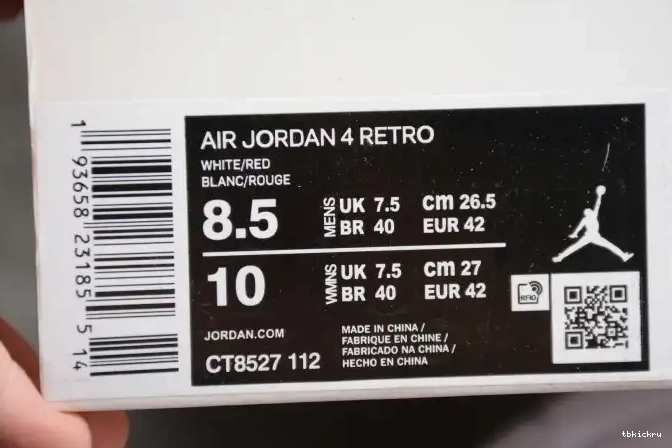 AIR JORDAN 4 RETRO
WHITE/RED
BLANC/ROUGE
8.5 MENS UK 7.5 cm 26.5
BR 40 EUR 42
10 WMNS UK 7.5 cm 27
BR 40 EUR 42
JORDAN.COM
CT8527 112
MADE IN CHINA /
FABRIQUE EN CHINE /
FABRICADO NA CHINA /
HECHO EN CHINA
RFID
1 93658 23185 5 14
tbkickru